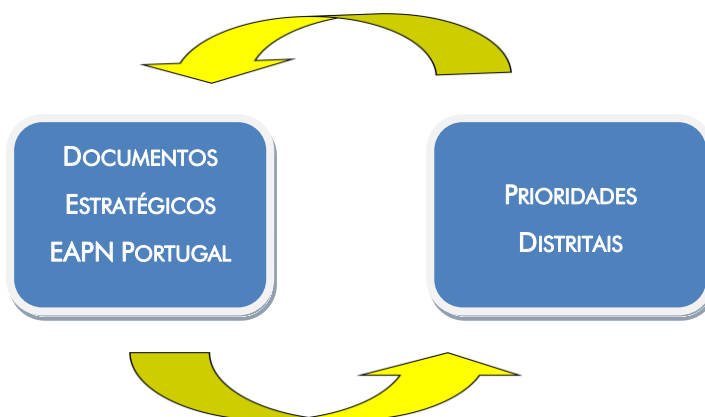 DOCUMENTOS
ESTRATÉGICOS
EAPN PORTUGAL
PRIORIDADES
DISTRITAIS